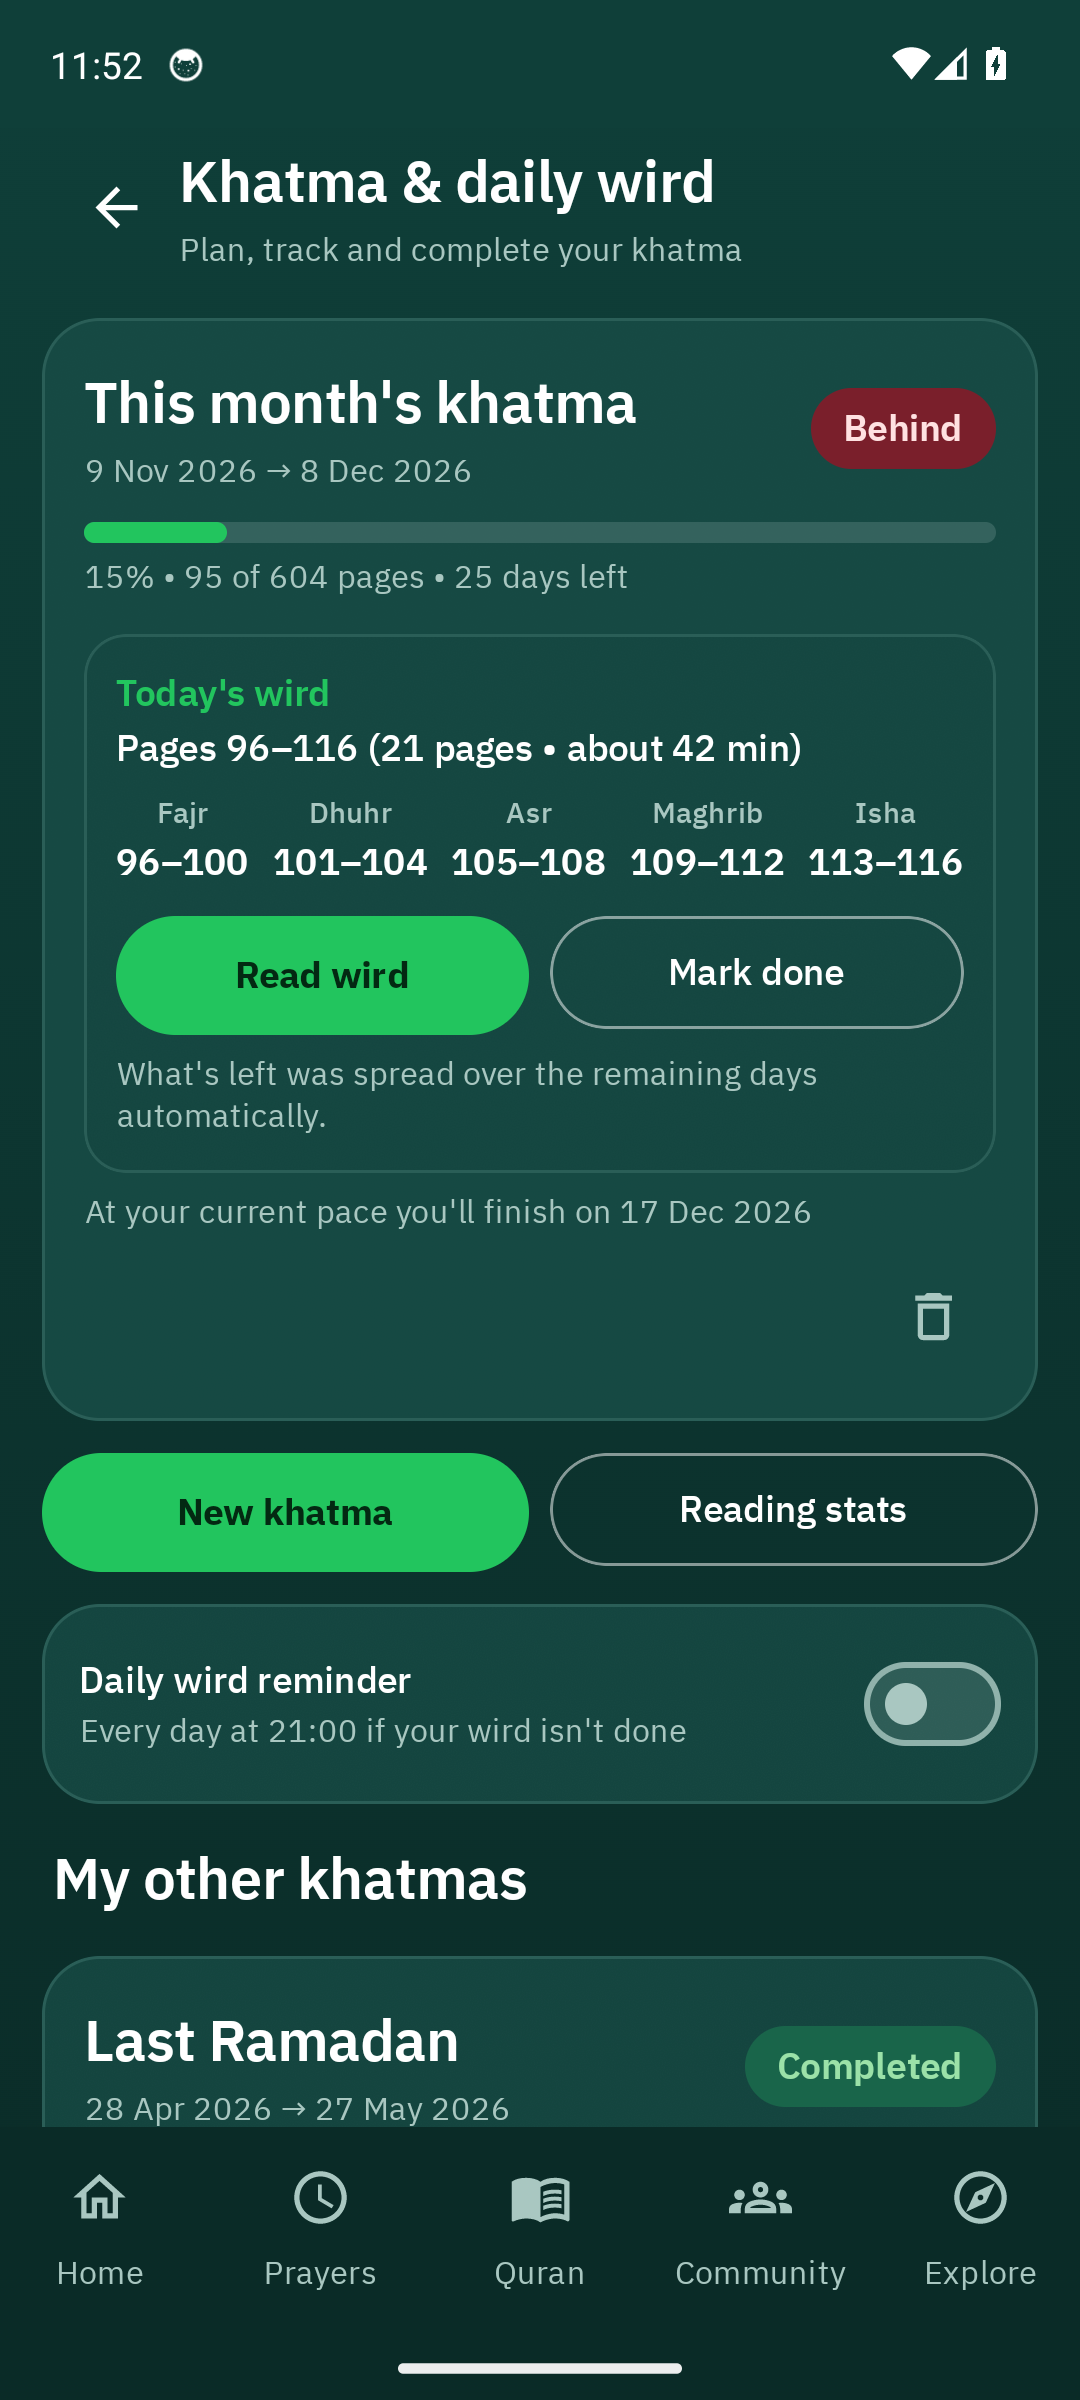 11:52
Khatma & daily wird
Plan, track and complete your khatma
This month's khatma
Behind
9 Nov 2026 → 8 Dec 2026
15% • 95 of 604 pages • 25 days left
Today's wird
Pages 96–116 (21 pages • about 42 min)
Fajr Dhuhr Asr Maghrib Isha
96–100 101–104 105–108 109–112 113–116
Read wird
Mark done
What's left was spread over the remaining days
automatically.
At your current pace you'll finish on 17 Dec 2026
New khatma
Reading stats
Daily wird reminder
Every day at 21:00 if your wird isn't done
My other khatmas
Last Ramadan
Completed
28 Apr 2026 → 27 May 2026
Home Prayers Quran Community Explore